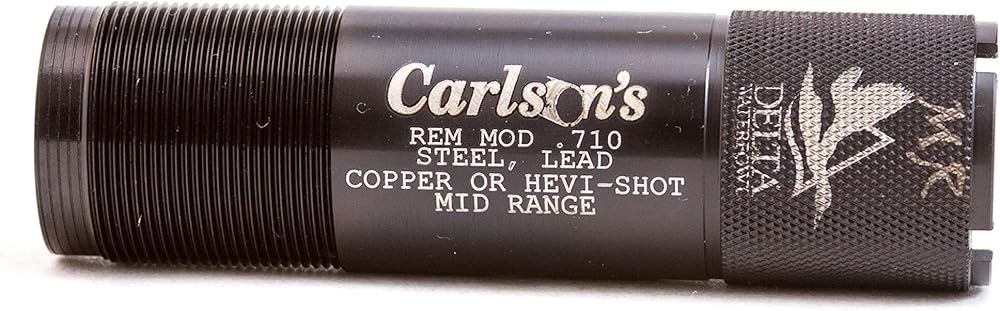 Carlson's
REM MOD .710
STEEL, LEAD
COPPER OR HEVI-SHOT
MID RANGE
DELTA
WATERFOWL
MR